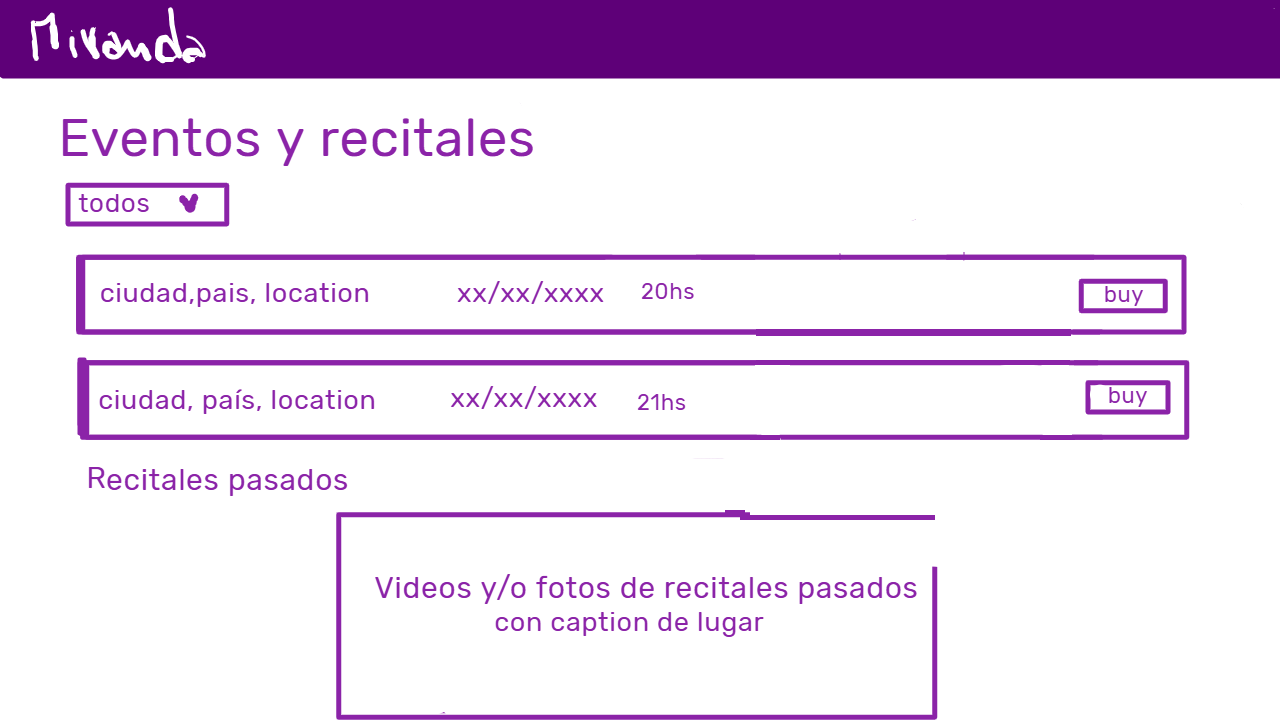 Miranda
Eventos y recitales
todos
ciudad,pais, location xx/xx/xxxx 20hs buy
ciudad, país, location xx/xx/xxxx 21hs buy
Recitales pasados
Videos y/o fotos de recitales pasados
con caption de lugar